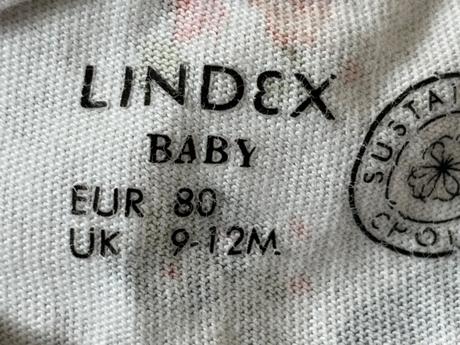 LINDEX
BABY
EUR 80
UK 9-12M.